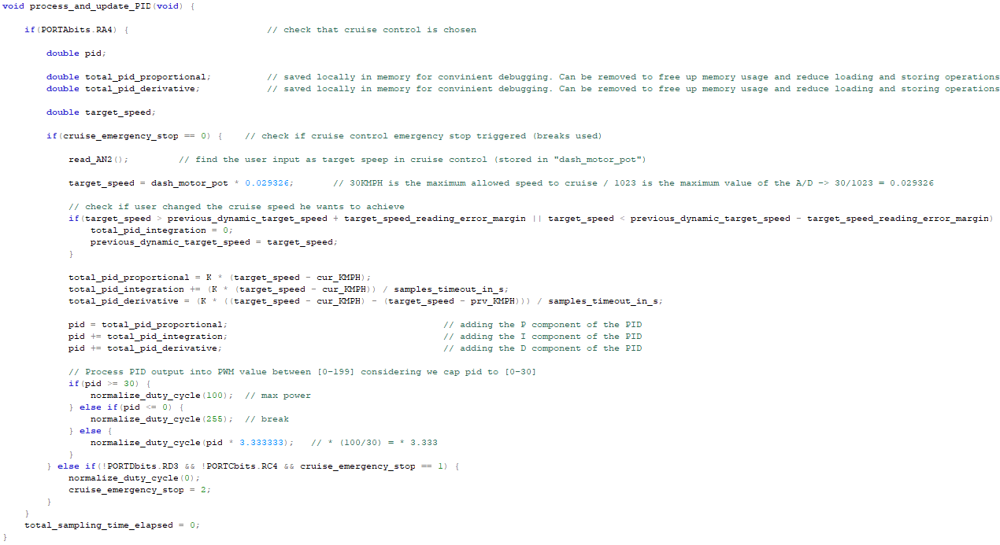 void process_and_update_PID(void) {
if(PORTAbits.RA4) { // check that cruise control is chosen
double pid;
double total_pid_proportional; // saved locally in memory for convinient debugging. Can be removed to free up memory usage and reduce loading and storing operations
double total_pid_derivative; // saved locally in memory for convinient debugging. Can be removed to free up memory usage and reduce loading and storing operations
double target_speed;
if(cruise_emergency_stop == 0) { // check if cruise control emergency stop triggered (breaks used)
read_AN2(); // find the user input as target speep in cruise control (stored in "dash_motor_pot")
target_speed = dash_motor_pot * 0.029326; // 30KMPH is the maximum allowed speed to cruise / 1023 is the maximum value of the A/D -> 30/1023 = 0.029326
// check if user changed the cruise speed he wants to achieve
if(target_speed > previous_dynamic_target_speed + target_speed_reading_error_margin || target_speed < previous_dynamic_target_speed - target_speed_reading_error_margin)
total_pid_integration = 0;
previous_dynamic_target_speed = target_speed;
}
total_pid_proportional = K * (target_speed - cur_KMPH);
total_pid_integration += (K * (target_speed - cur_KMPH)) / samples_timeout_in_s;
total_pid_derivative = (K * ((target_speed - cur_KMPH) - (target_speed - prv_KMPH))) / samples_timeout_in_s;
pid = total_pid_proportional; // adding the P component of the PID
pid += total_pid_integration; // adding the I component of the PID
pid += total_pid_derivative; // adding the D component of the PID
// Process PID output into PWM value between [0-199] considering we cap pid to [0-30]
if(pid >= 30) {
normalize_duty_cycle(100); // max power
} else if(pid <= 0) {
normalize_duty_cycle(255); // break
} else {
normalize_duty_cycle(pid * 3.333333); // * (100/30) = * 3.333
}
} else if(!PORTDbits.RD3 && !PORTCbits.RC4 && cruise_emergency_stop == 1) {
normalize_duty_cycle(0);
cruise_emergency_stop = 2;
}
}
total_sampling_time_elapsed = 0;
}